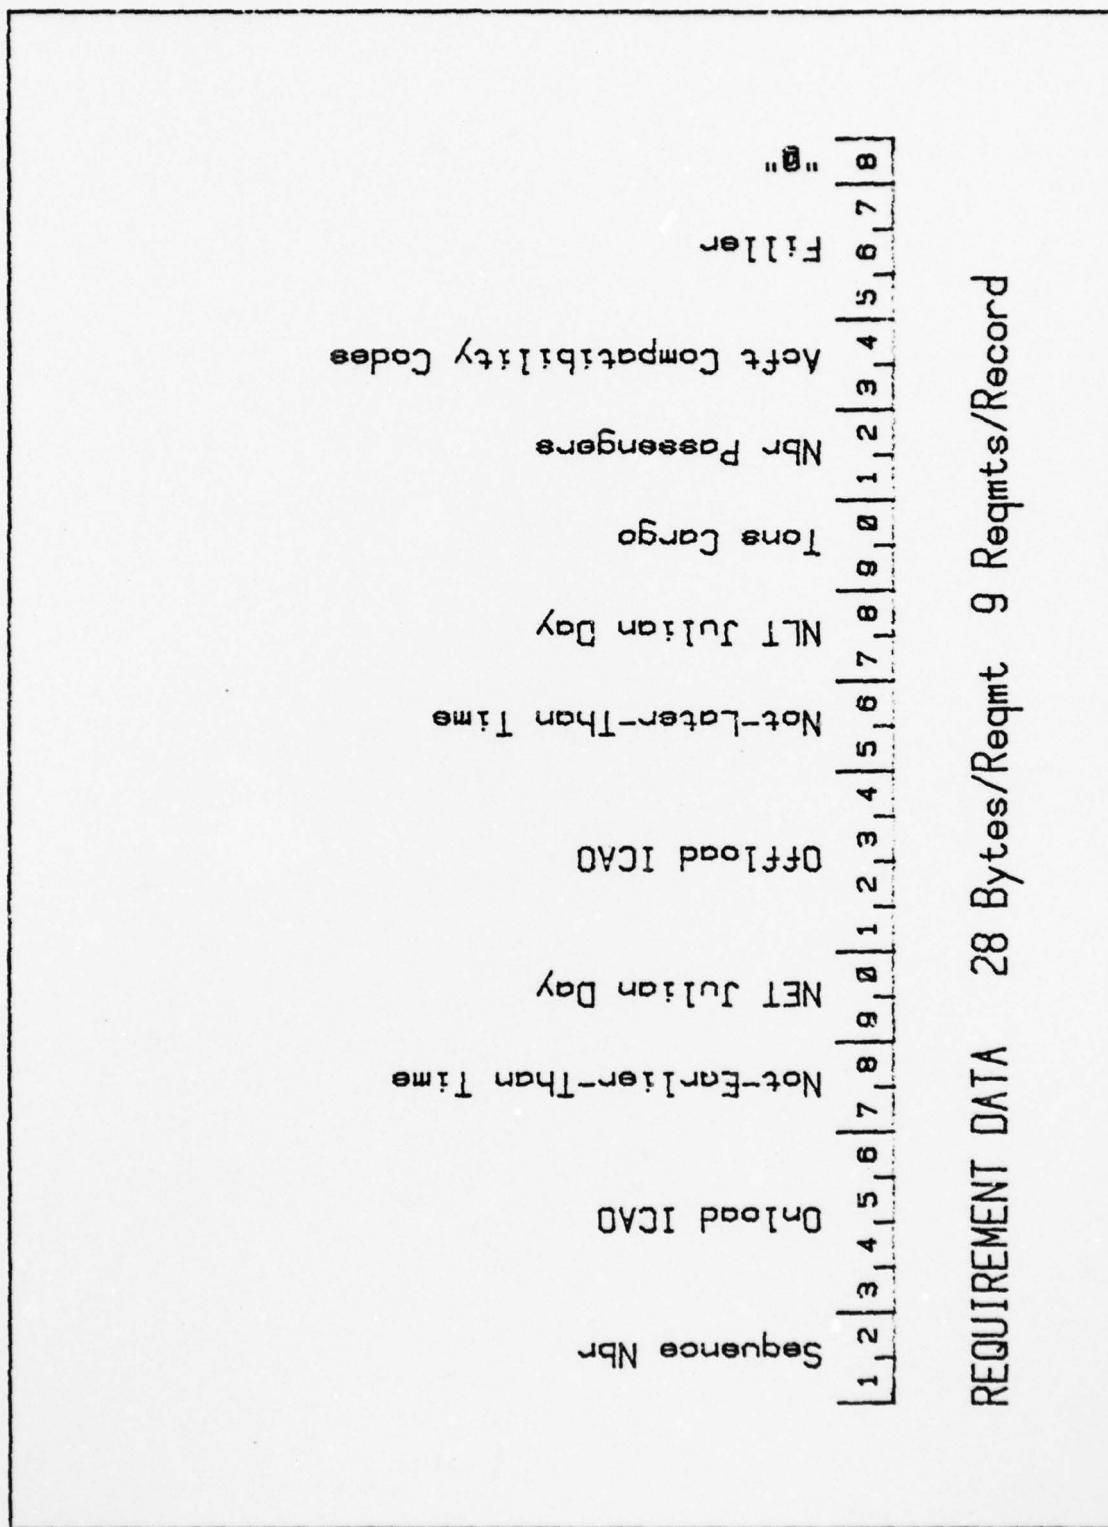 Sequence Nbr
Onload ICAO
Not-Earlier-Than Time
NET Julian Day
Offload ICAO
Not-Later-Than Time
NLT Julian Day
Tons Cargo
Nbr Passengers
Acft Compatibility Codes
Filler
"0"
1 2 3 4 5 6 7 8 9 0 1 2 3 4 5 6 7 8 9 0 1 2 3 4 5 6 7 8
REQUIREMENT DATA 28 Bytes/Reqmt 9 Reqmts/Record